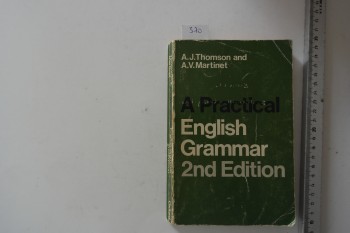 A.J.Thomson and
A.V.Martinet
A Practical
English
Grammar
2nd Edition